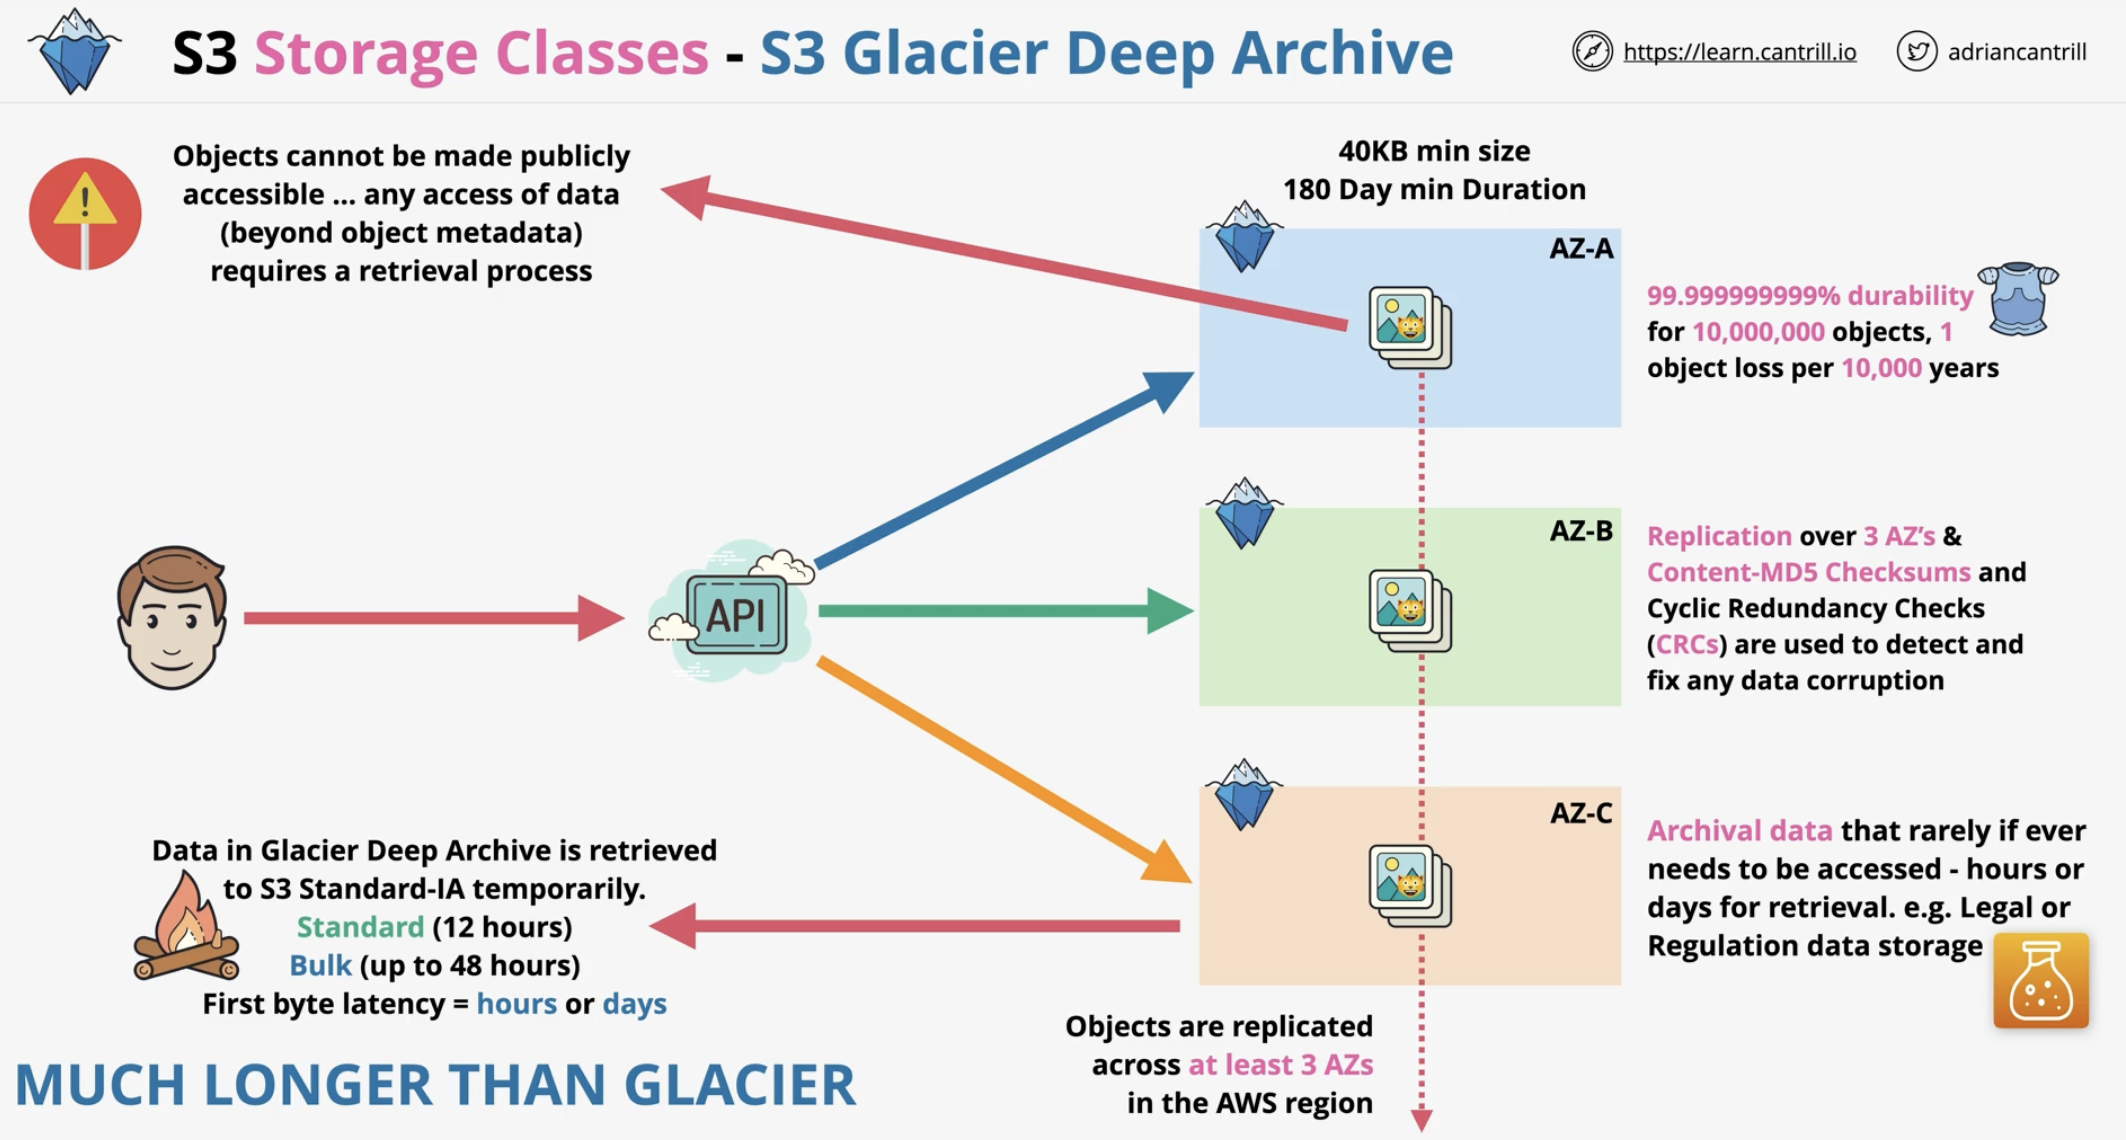 S3 Storage Classes - S3 Glacier Deep Archive
https://learn.cantrill.io
adriancantrill
Objects cannot be made publicly
accessible ... any access of data
(beyond object metadata)
requires a retrieval process
40KB min size
180 Day min Duration
AZ-A
99.999999999% durability
for 10,000,000 objects, 1
object loss per 10,000 years
API
AZ-B
Replication over 3 AZ’s &
Content-MD5 Checksums and
Cyclic Redundancy Checks
(CRCs) are used to detect and
fix any data corruption
AZ-C
Archival data that rarely if ever
needs to be accessed - hours or
days for retrieval. e.g. Legal or
Regulation data storage
Data in Glacier Deep Archive is retrieved
to S3 Standard-IA temporarily.
Standard (12 hours)
Bulk (up to 48 hours)
First byte latency = hours or days
MUCH LONGER THAN GLACIER
Objects are replicated
across at least 3 AZs
in the AWS region